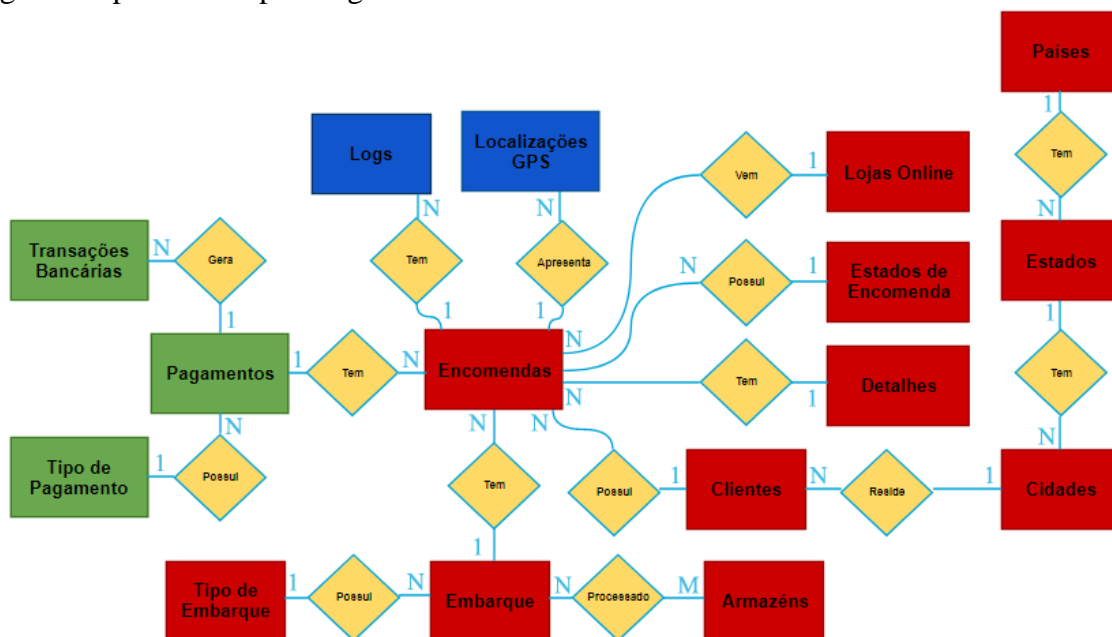 Países
1
Tem
N
Estados
1
Tem
N
Cidades
Logs
N
Tem
1
Localizações
GPS
N
Apresenta
1
Vem
1
Lojas Online
N
N
Possui
1
Estados de
Encomenda
N
Tem
1
Detalhes
Transações
Bancárias
N
Gera
1
Pagamentos
1
Tem
N
Encomendas
N
Possui
1
Tipo de
Pagamento
N
Tem
1
N
Possui
1
Clientes
N
Reside
1
Tipo de
Embarque
1
Possui
N
Embarque
N
Processado
M
Armazéns